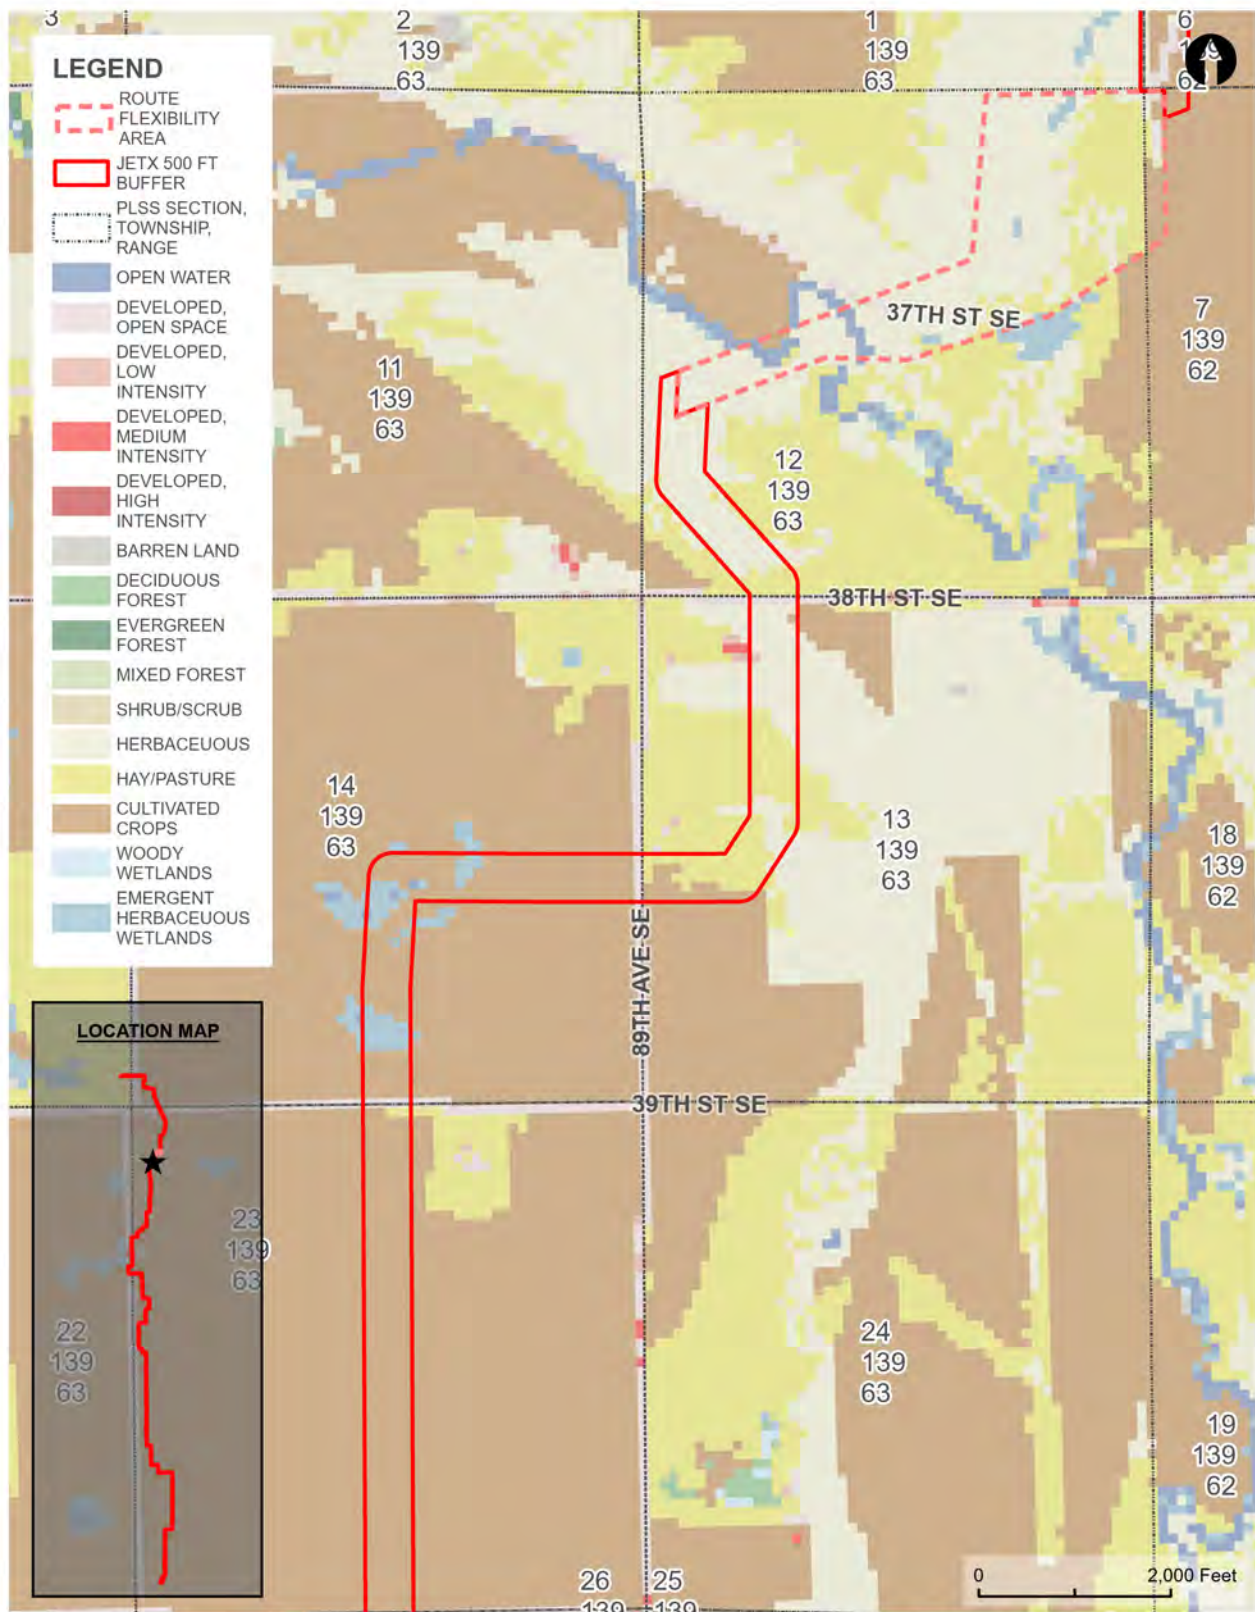 3
2
139
63
1
139
63
6
139
62
LEGEND
ROUTE
FLEXIBILITY
AREA
JETX 500 FT
BUFFER
PLSS SECTION,
TOWNSHIP,
RANGE
OPEN WATER
DEVELOPED,
OPEN SPACE
DEVELOPED,
LOW
INTENSITY
DEVELOPED,
MEDIUM
INTENSITY
DEVELOPED,
HIGH
INTENSITY
BARREN LAND
DECIDUOUS
FOREST
EVERGREEN
FOREST
MIXED FOREST
SHRUB/SCRUB
HERBACEUOUS
HAY/PASTURE
CULTIVATED
CROPS
WOODY
WETLANDS
EMERGENT
HERBACEUOUS
WETLANDS
37TH ST SE
7
139
62
11
139
63
12
139
63
38TH ST SE
14
139
63
13
139
63
18
139
62
89TH AVE SE
LOCATION MAP
39TH ST SE
23
139
63
22
139
63
24
139
63
19
139
62
26
139
25
139
0 2,000 Feet